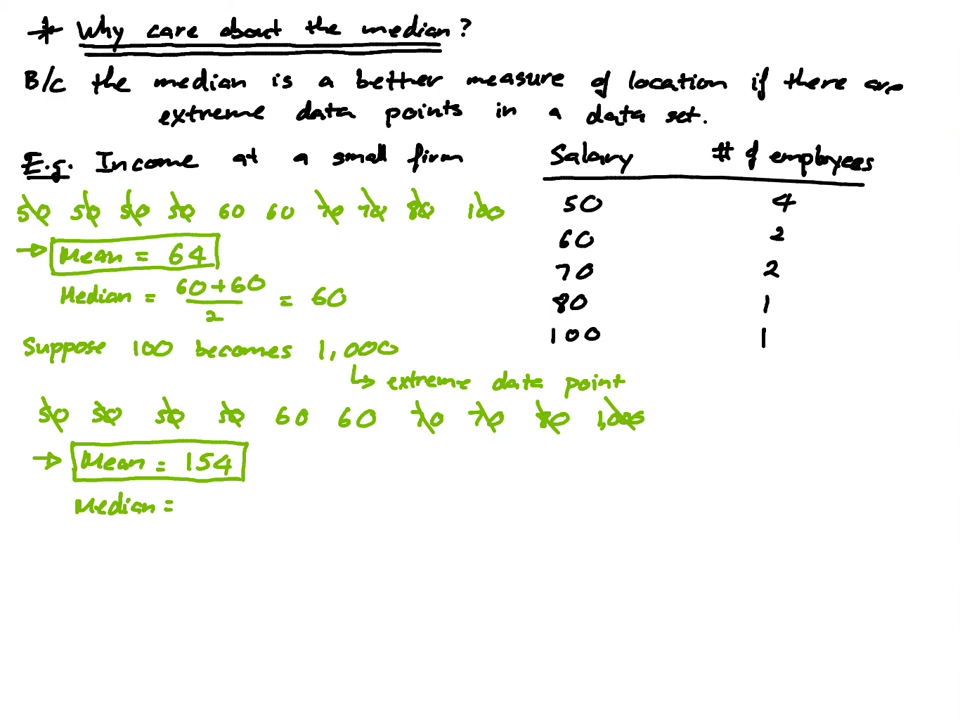 * Why care about the median?
B/c the median is a better measure of location if there are
extreme data points in a data set.
E.g. Income at a small firm
50 50 50 50 60 60 70 70 80 100
→ Mean = 64
Median = 60+60 / 2 = 60
Suppose 100 becomes 1,000
↳ extreme data point
50 50 50 50 60 60 70 70 80 1,000
→ Mean = 154
Median =
Salary # of employees
50 4
60 2
70 2
80 1
100 1